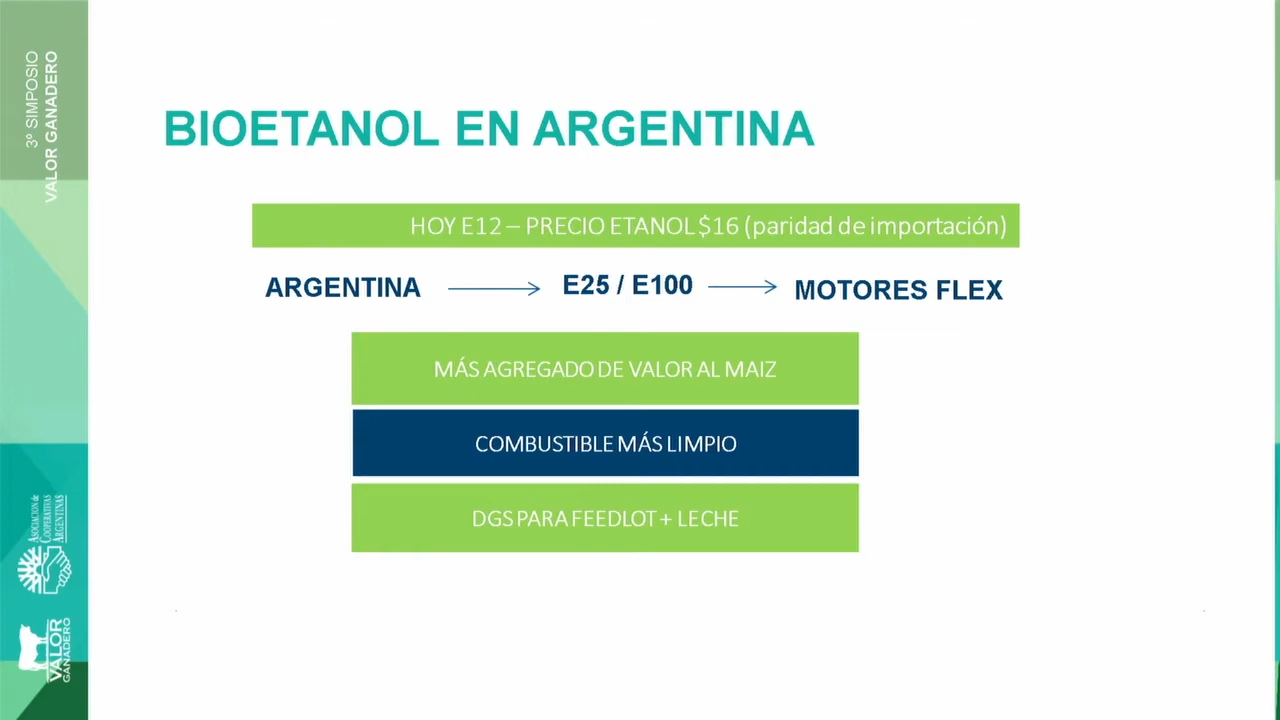 3º SIMPOSIO
VALOR GANADERO
BIOETANOL EN ARGENTINA
HOY E12 – PRECIO ETANOL $16 (paridad de importación)
ARGENTINA
E25 / E100
MOTORES FLEX
MÁS AGREGADO DE VALOR AL MAIZ
COMBUSTIBLE MÁS LIMPIO
DGS PARA FEEDLOT + LECHE
ASOCIACION de
COOPERATIVAS
ARGENTINAS
VALOR
GANADERO